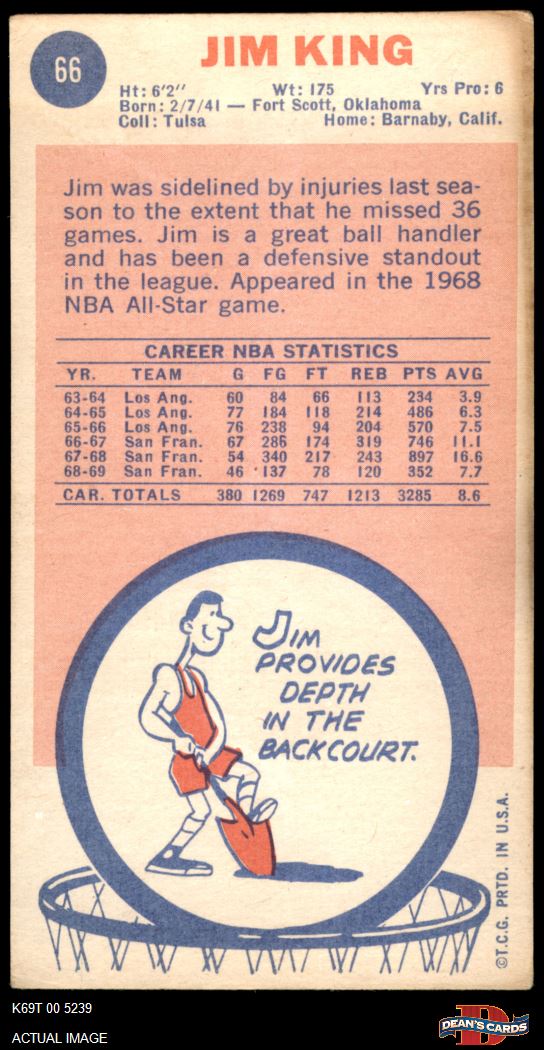 66
JIM KING
Ht: 6'2" Wt: 175 Yrs Pro: 6
Born: 2/7/41 — Fort Scott, Oklahoma
Coll: Tulsa Home: Barnaby, Calif.
Jim was sidelined by injuries last sea-
son to the extent that he missed 36
games. Jim is a great ball handler
and has been a defensive standout
in the league. Appeared in the 1968
NBA All-Star game.
CAREER NBA STATISTICS
YR. TEAM G FG FT REB PTS AVG
63-64 Los Ang. 60 84 66 113 234 3.9
64-65 Los Ang. 77 184 118 214 486 6.3
65-66 Los Ang. 76 238 94 204 570 7.5
66-67 San Fran. 67 286 174 319 746 11.1
67-68 San Fran. 54 340 217 243 897 16.6
68-69 San Fran. 46 137 78 120 352 7.7
CAR. TOTALS 380 1269 747 1213 3285 8.6
JIM
PROVIDES
DEPTH
IN THE
BACKCOURT.
©T.C.G. PRTD. IN U.S.A.
K69T 00 5239
ACTUAL IMAGE
D
DEAN'S CARDS